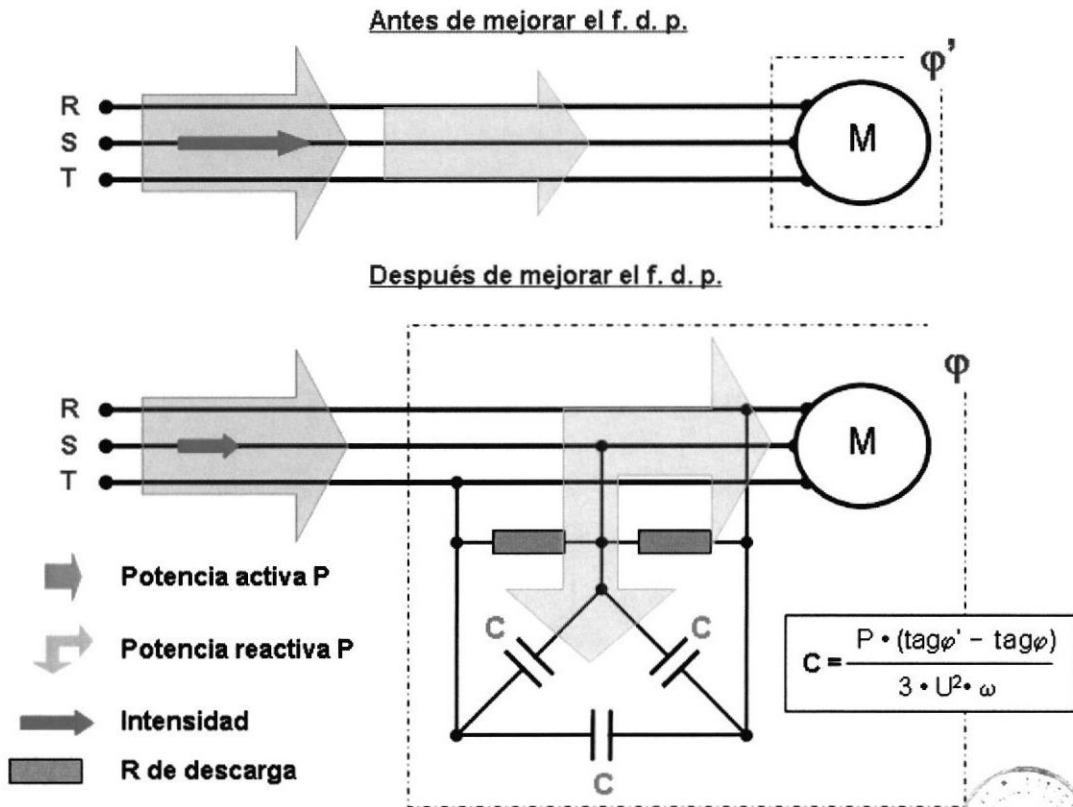 Antes de mejorar el f. d. p.
φ'
R
S
T
M
Después de mejorar el f. d. p.
φ
R
S
T
M
Potencia activa P
Potencia reactiva P
Intensidad
R de descarga
C
C
C
C = P • (tagφ' – tagφ)
3 • U² • ω